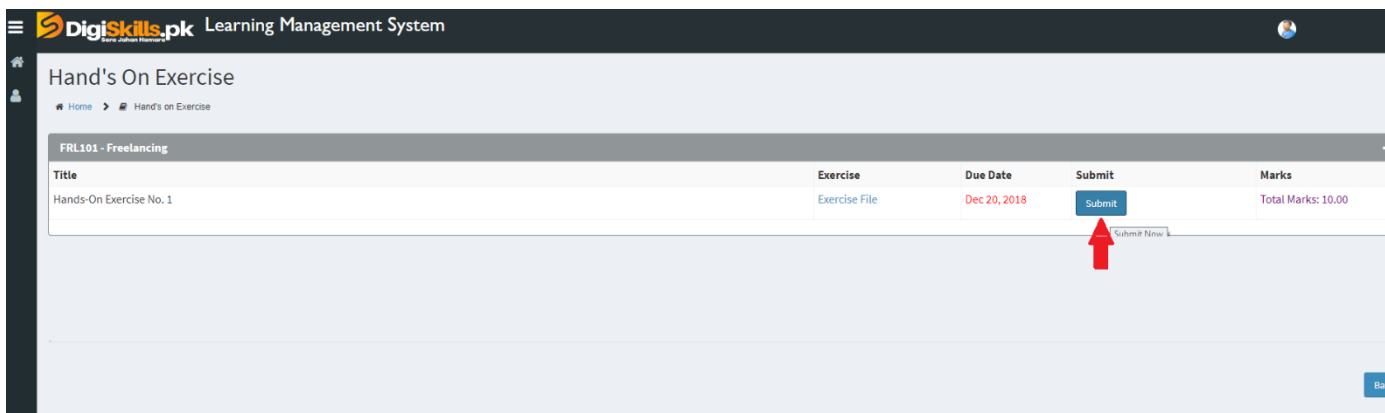 DigiSkills.pk Learning Management System
Sara Jahan Hamara
Hand's On Exercise
Home > Hand's on Exercise
FRL101 - Freelancing
Title Exercise Due Date Submit Marks
Hands-On Exercise No. 1 Exercise File Dec 20, 2018 Submit Total Marks: 10.00
Submit Now
Ba